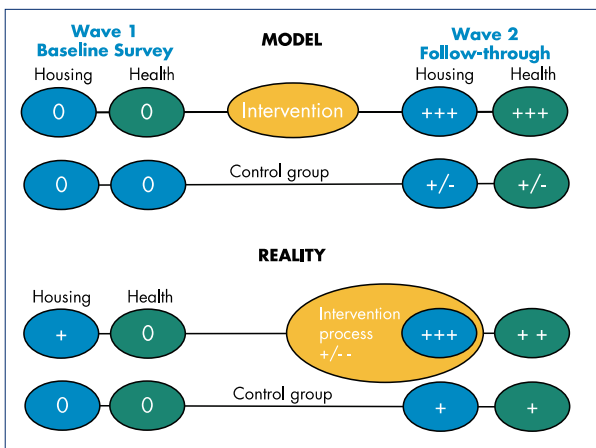 Wave 1
Baseline Survey
MODEL
Wave 2
Follow-through
Housing Health
Housing Health
0 0 Intervention +++ +++
0 0 Control group +/- +/-
REALITY
Housing Health
+ 0 Intervention
process
+/- -
+++ + +
0 0 Control group + +